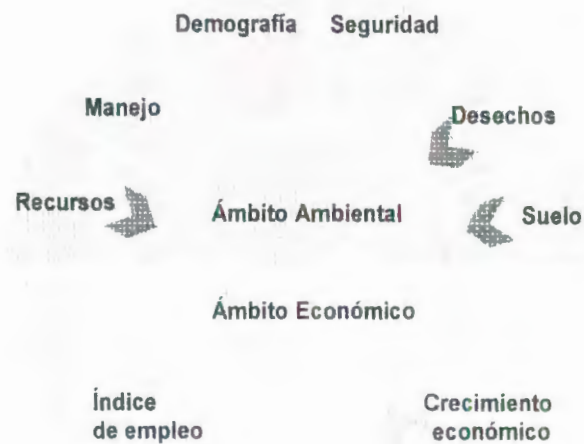 Demografía Seguridad
Manejo Desechos
Recursos Ámbito Ambiental Suelo
Ámbito Económico
Índice
de empleo
Crecimiento
económico